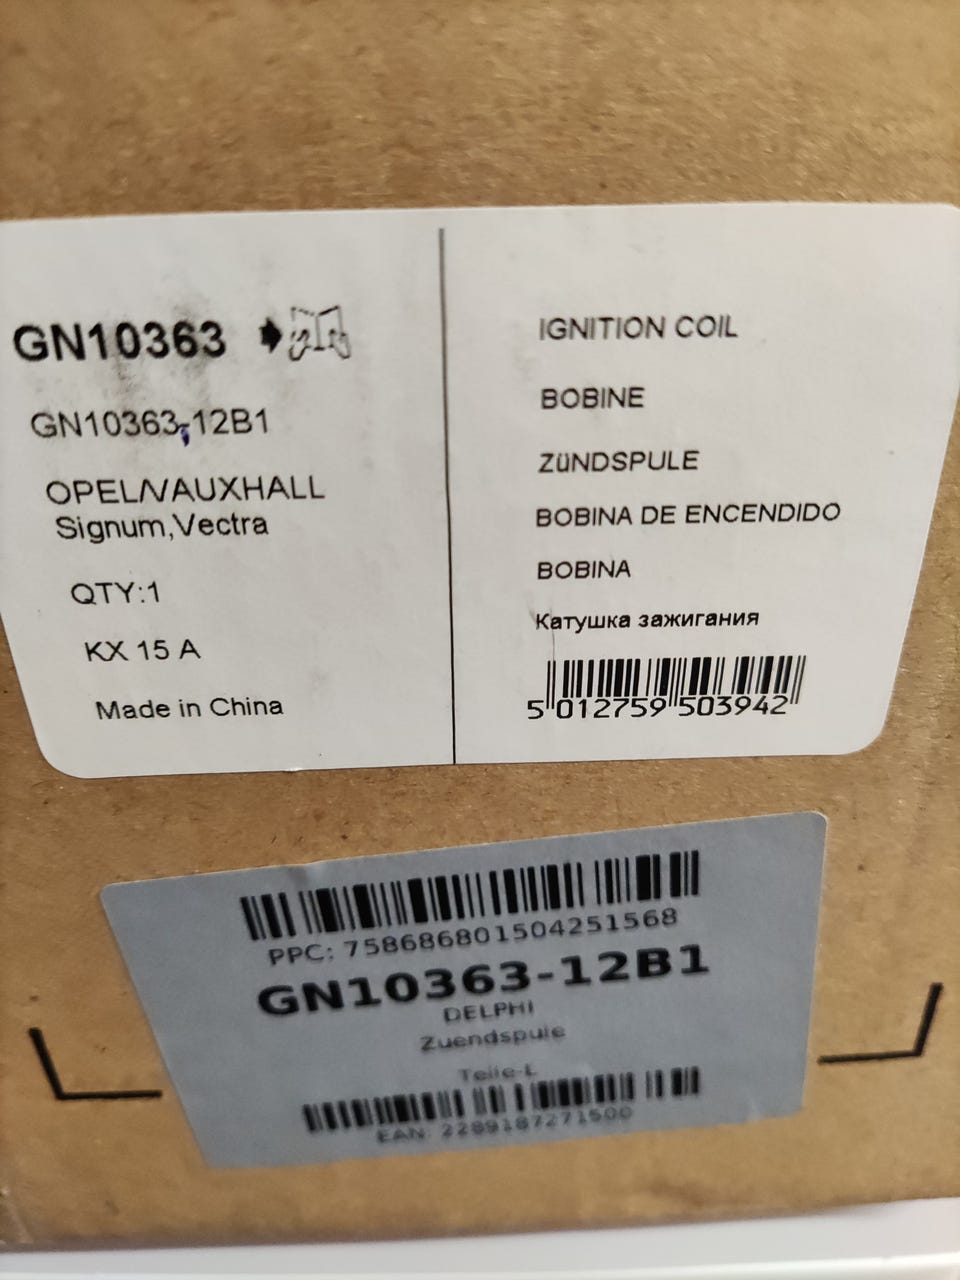 GN10363
GN10363-12B1
OPEL/VAUXHALL
Signum,Vectra
QTY:1
KX 15 A
Made in China
IGNITION COIL
BOBINE
ZüNDSPULE
BOBINA DE ENCENDIDO
BOBINA
Катушка зажигания
5 012759 503942
PPC: 758686801504251568
GN10363-12B1
DELPHI
Zuendspule
Teile-L
EAN: 2289187271500